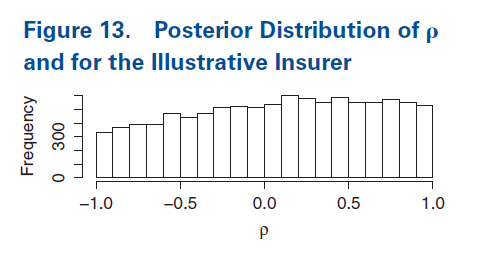 Figure 13. Posterior Distribution of ρ
and for the Illustrative Insurer
Frequency
300
0
−1.0 −0.5 0.0 0.5 1.0
ρ